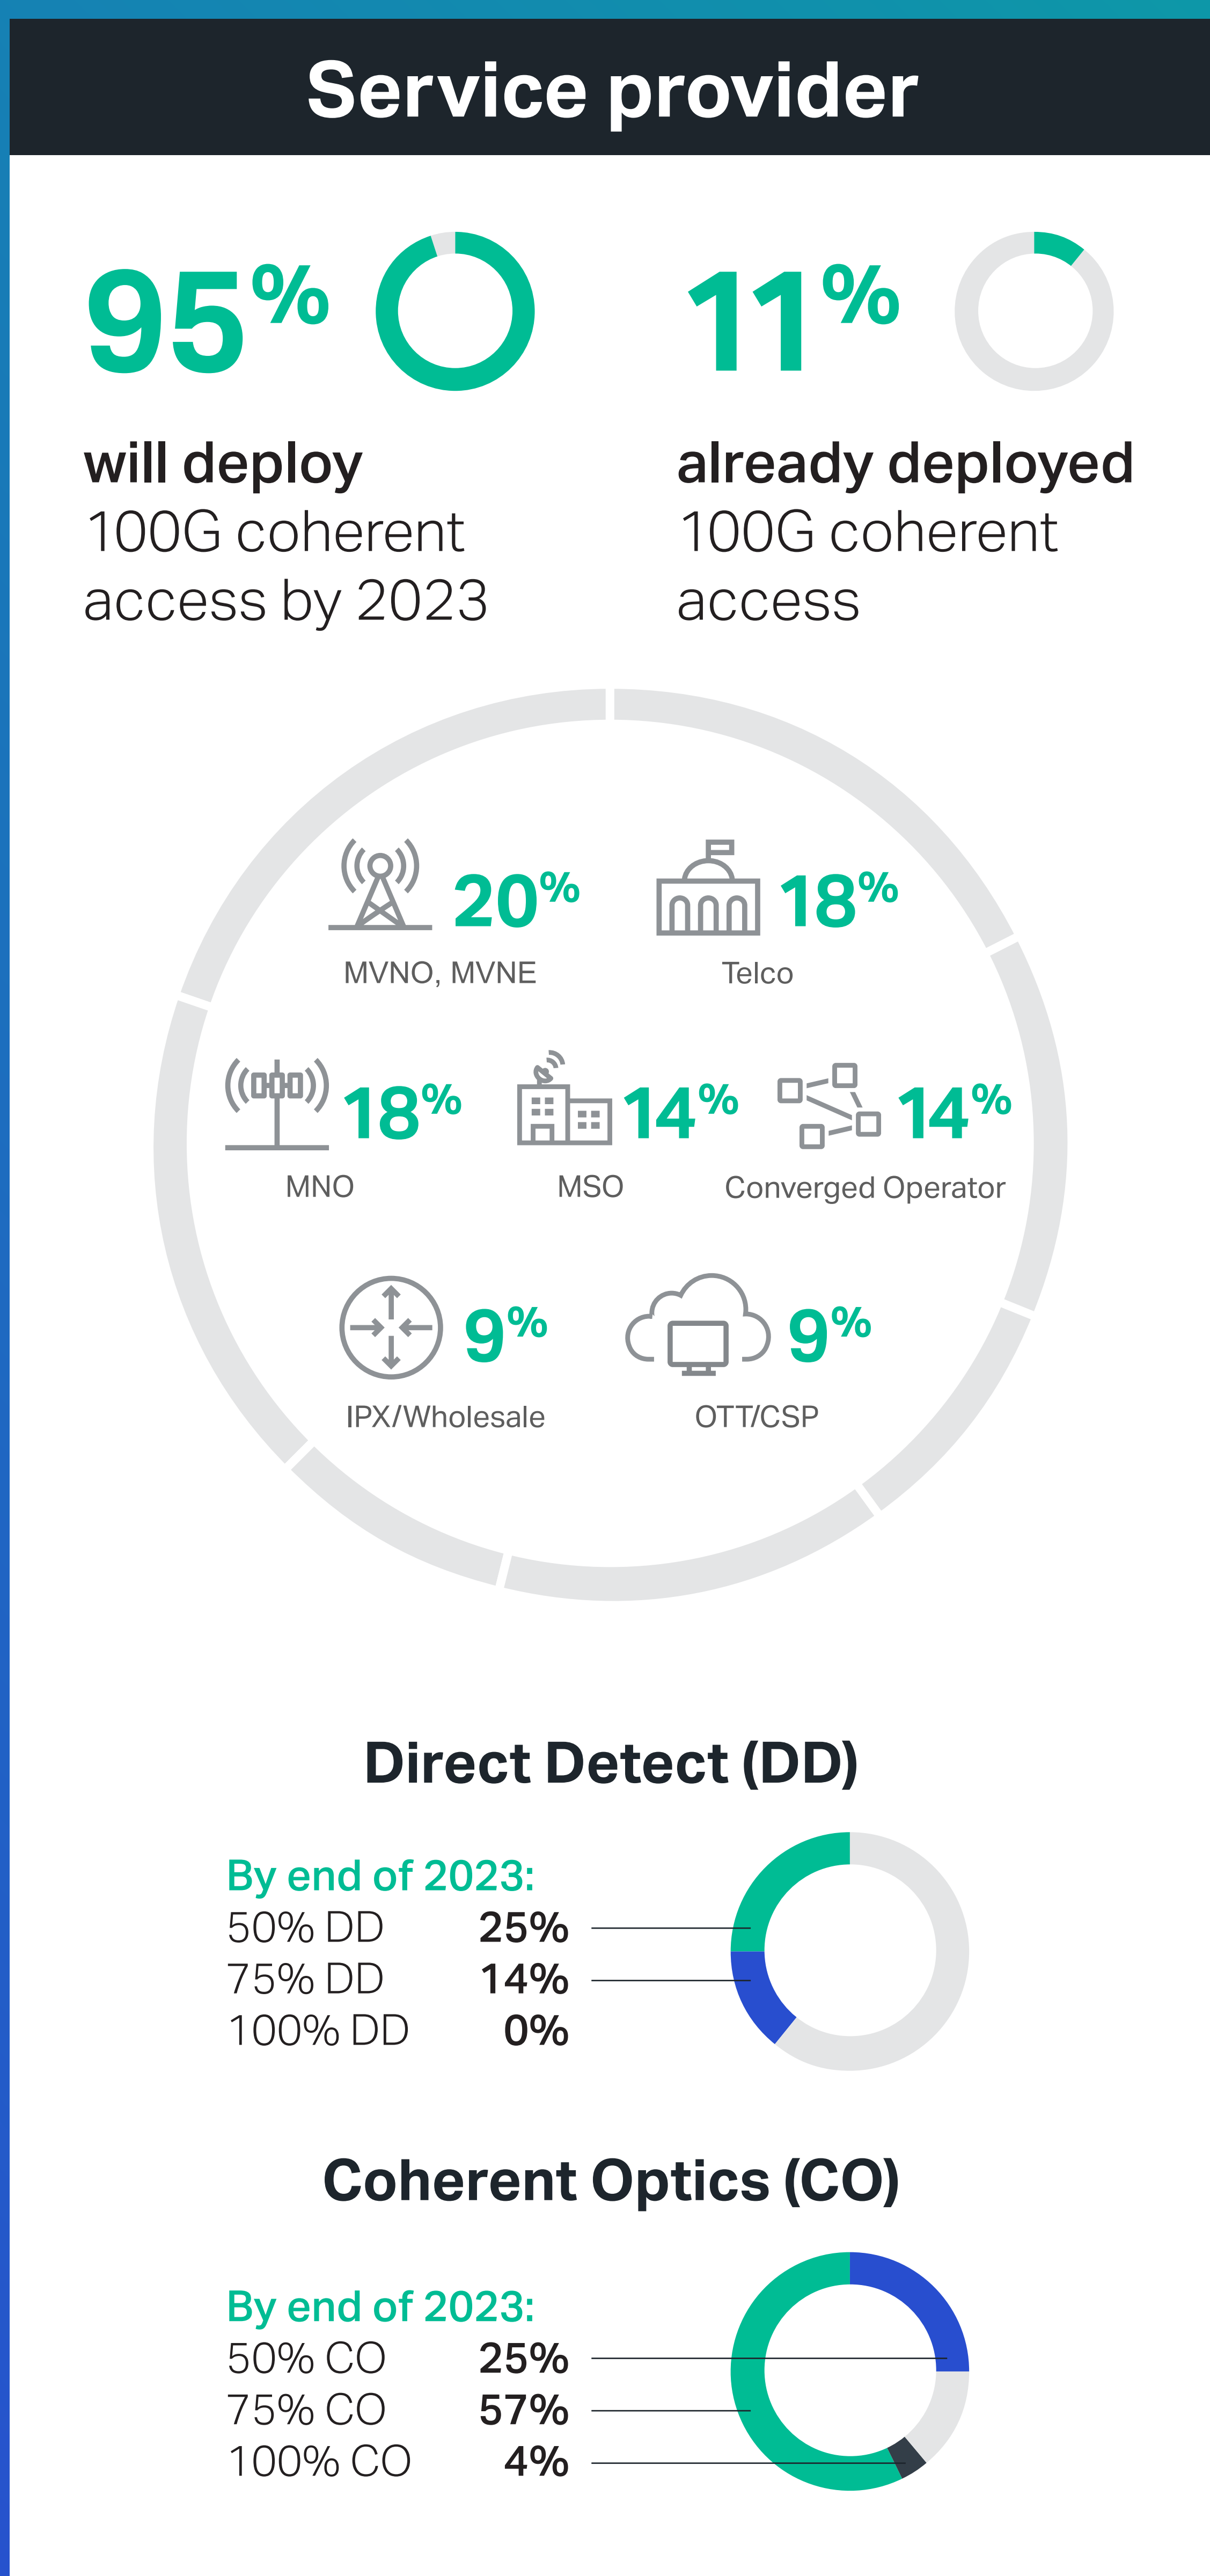 Service provider
95% 11%
will deploy
100G coherent
access by 2023
already deployed
100G coherent
access
20%
MVNO, MVNE
18%
Telco
18%
MNO
14%
MSO
14%
Converged Operator
9%
IPX/Wholesale
9%
OTT/CSP
Direct Detect (DD)
By end of 2023:
50% DD 25%
75% DD 14%
100% DD 0%
Coherent Optics (CO)
By end of 2023:
50% CO 25%
75% CO 57%
100% CO 4%